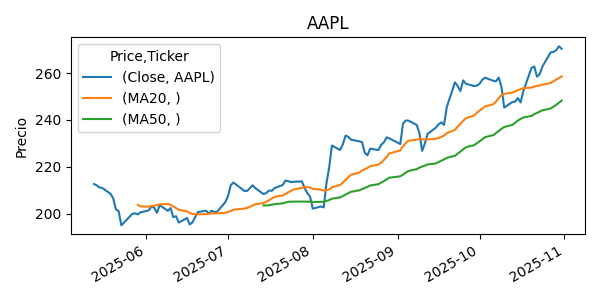 AAPL
Price,Ticker
(Close, AAPL)
(MA20, )
(MA50, )
Precio
260
240
220
200
2025-06
2025-07
2025-08
2025-09
2025-10
2025-11